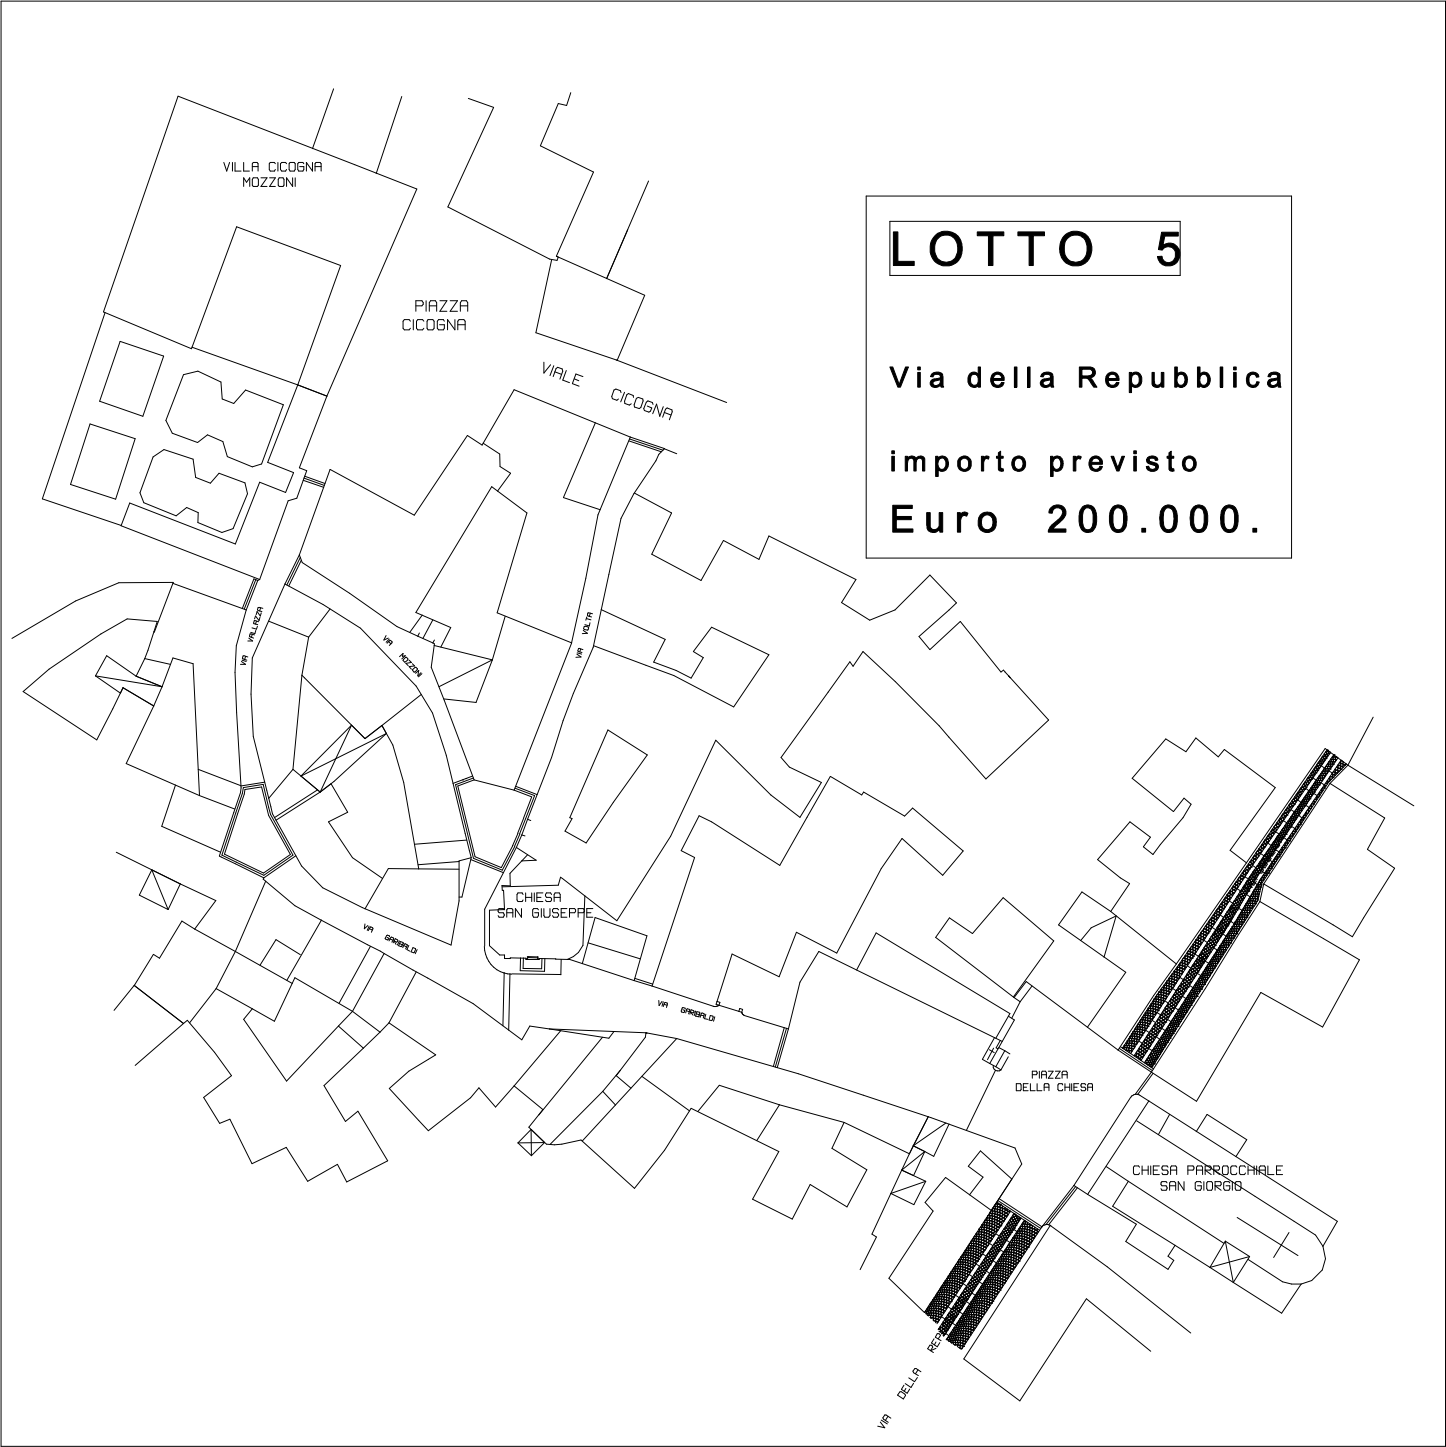 VILLA CICOGNA
MOZZONI
PIAZZA
CICOGNA
VIALE CICOGNA
LOTTO 5
Via della Repubblica
importo previsto
Euro 200.000.
VIA VALLAZZA
VIA MOZZONI
VIA VOLTA
CHIESA
SAN GIUSEPPE
VIA GARIBALDI
VIA GARIBALDI
PIAZZA
DELLA CHIESA
CHIESA PARROCCHIALE
SAN GIORGIO
VIA DELLA REP